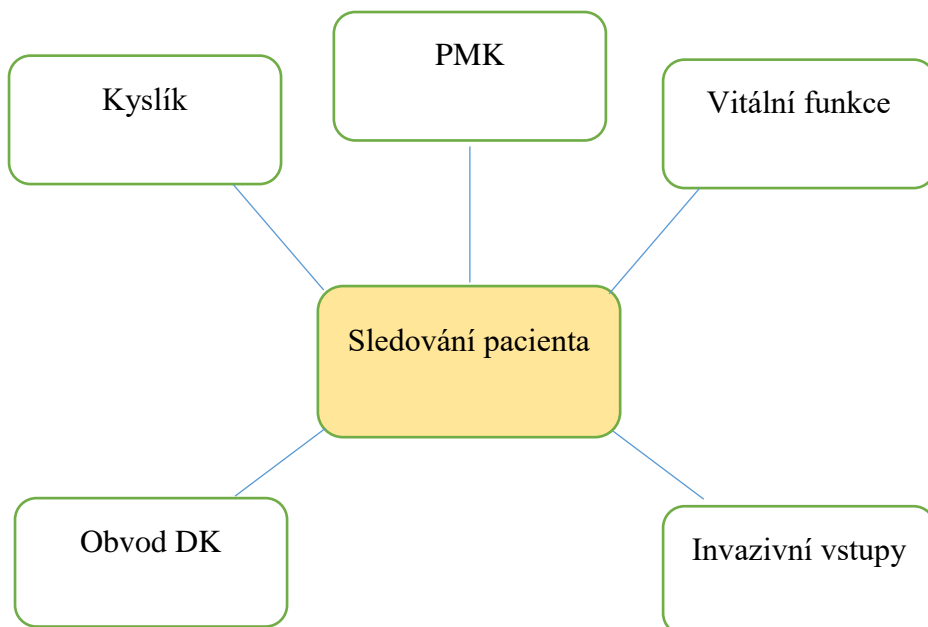 PMK
Kyslík
Vitální funkce
Sledování pacienta
Obvod DK
Invazivní vstupy